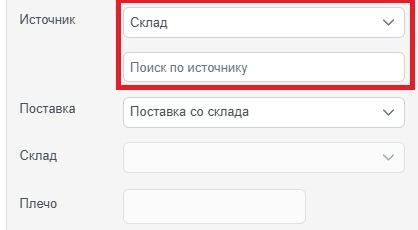 Источник
Склад
Поиск по источнику
Поставка
Поставка со склада
Склад
Плечо